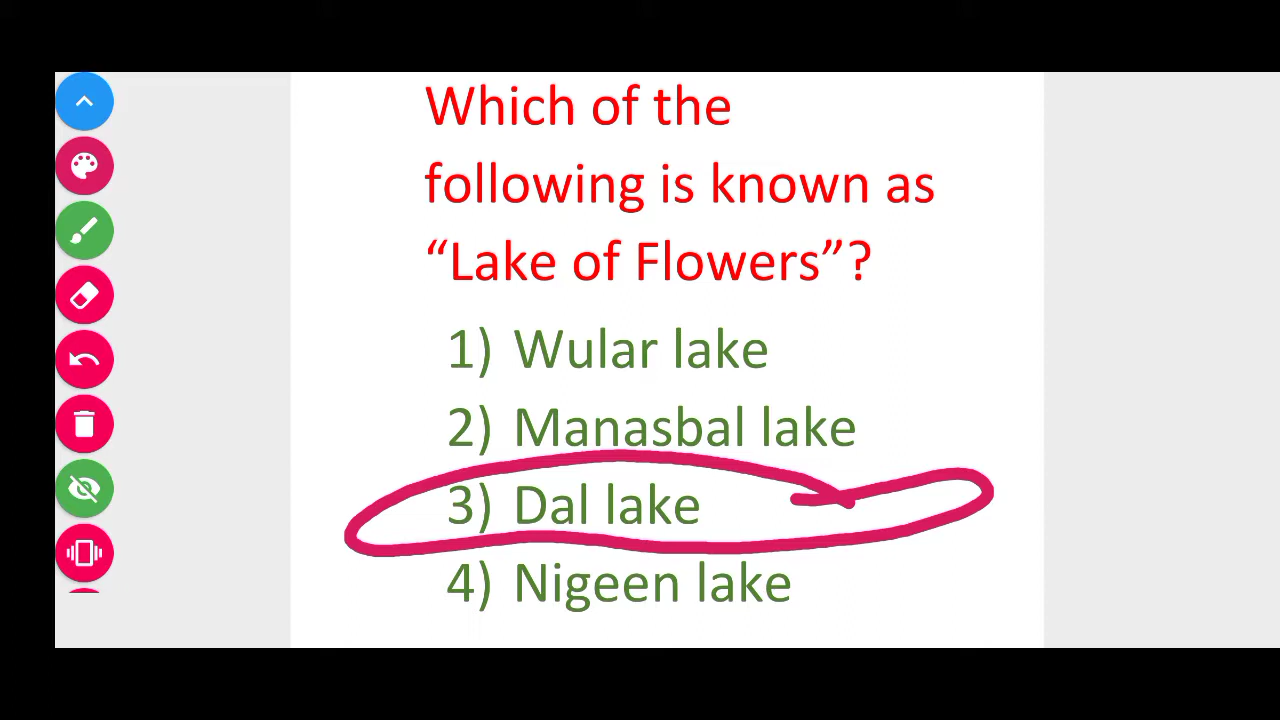 Which of the
following is known as
“Lake of Flowers”?
1) Wular lake
2) Manasbal lake
3) Dal lake
4) Nigeen lake